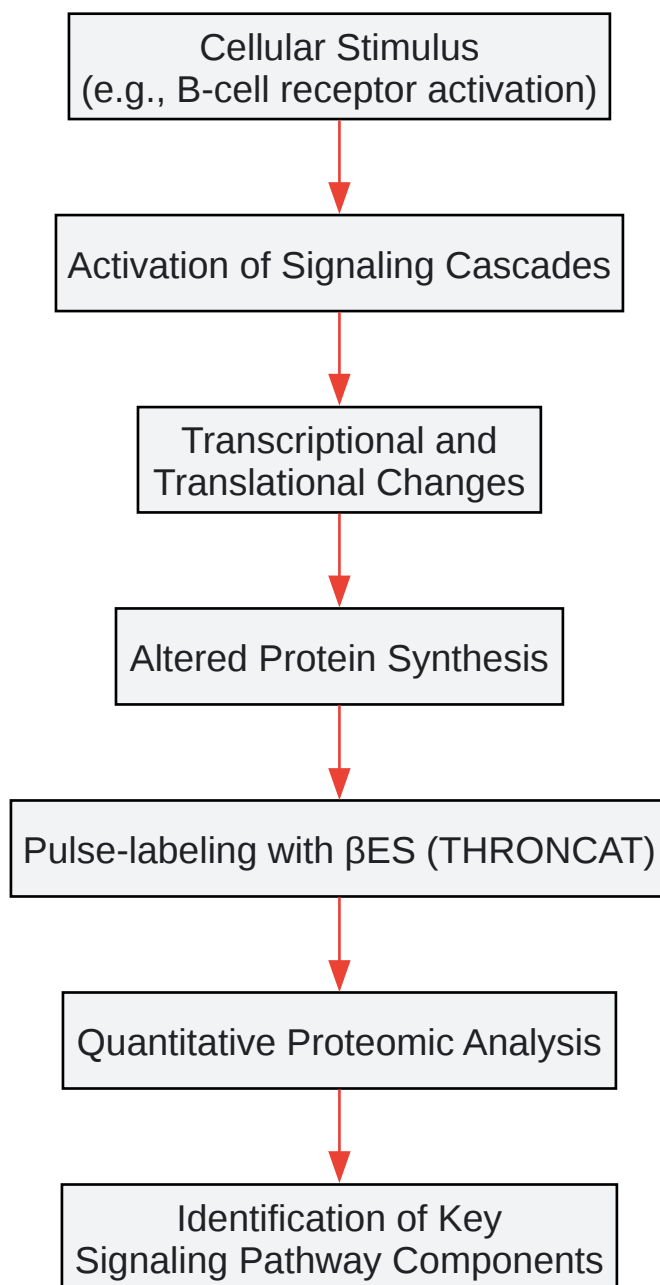 Cellular Stimulus
(e.g., B-cell receptor activation)
Activation of Signaling Cascades
Transcriptional and
Translational Changes
Altered Protein Synthesis
Pulse-labeling with βES (THRONCAT)
Quantitative Proteomic Analysis
Identification of Key
Signaling Pathway Components